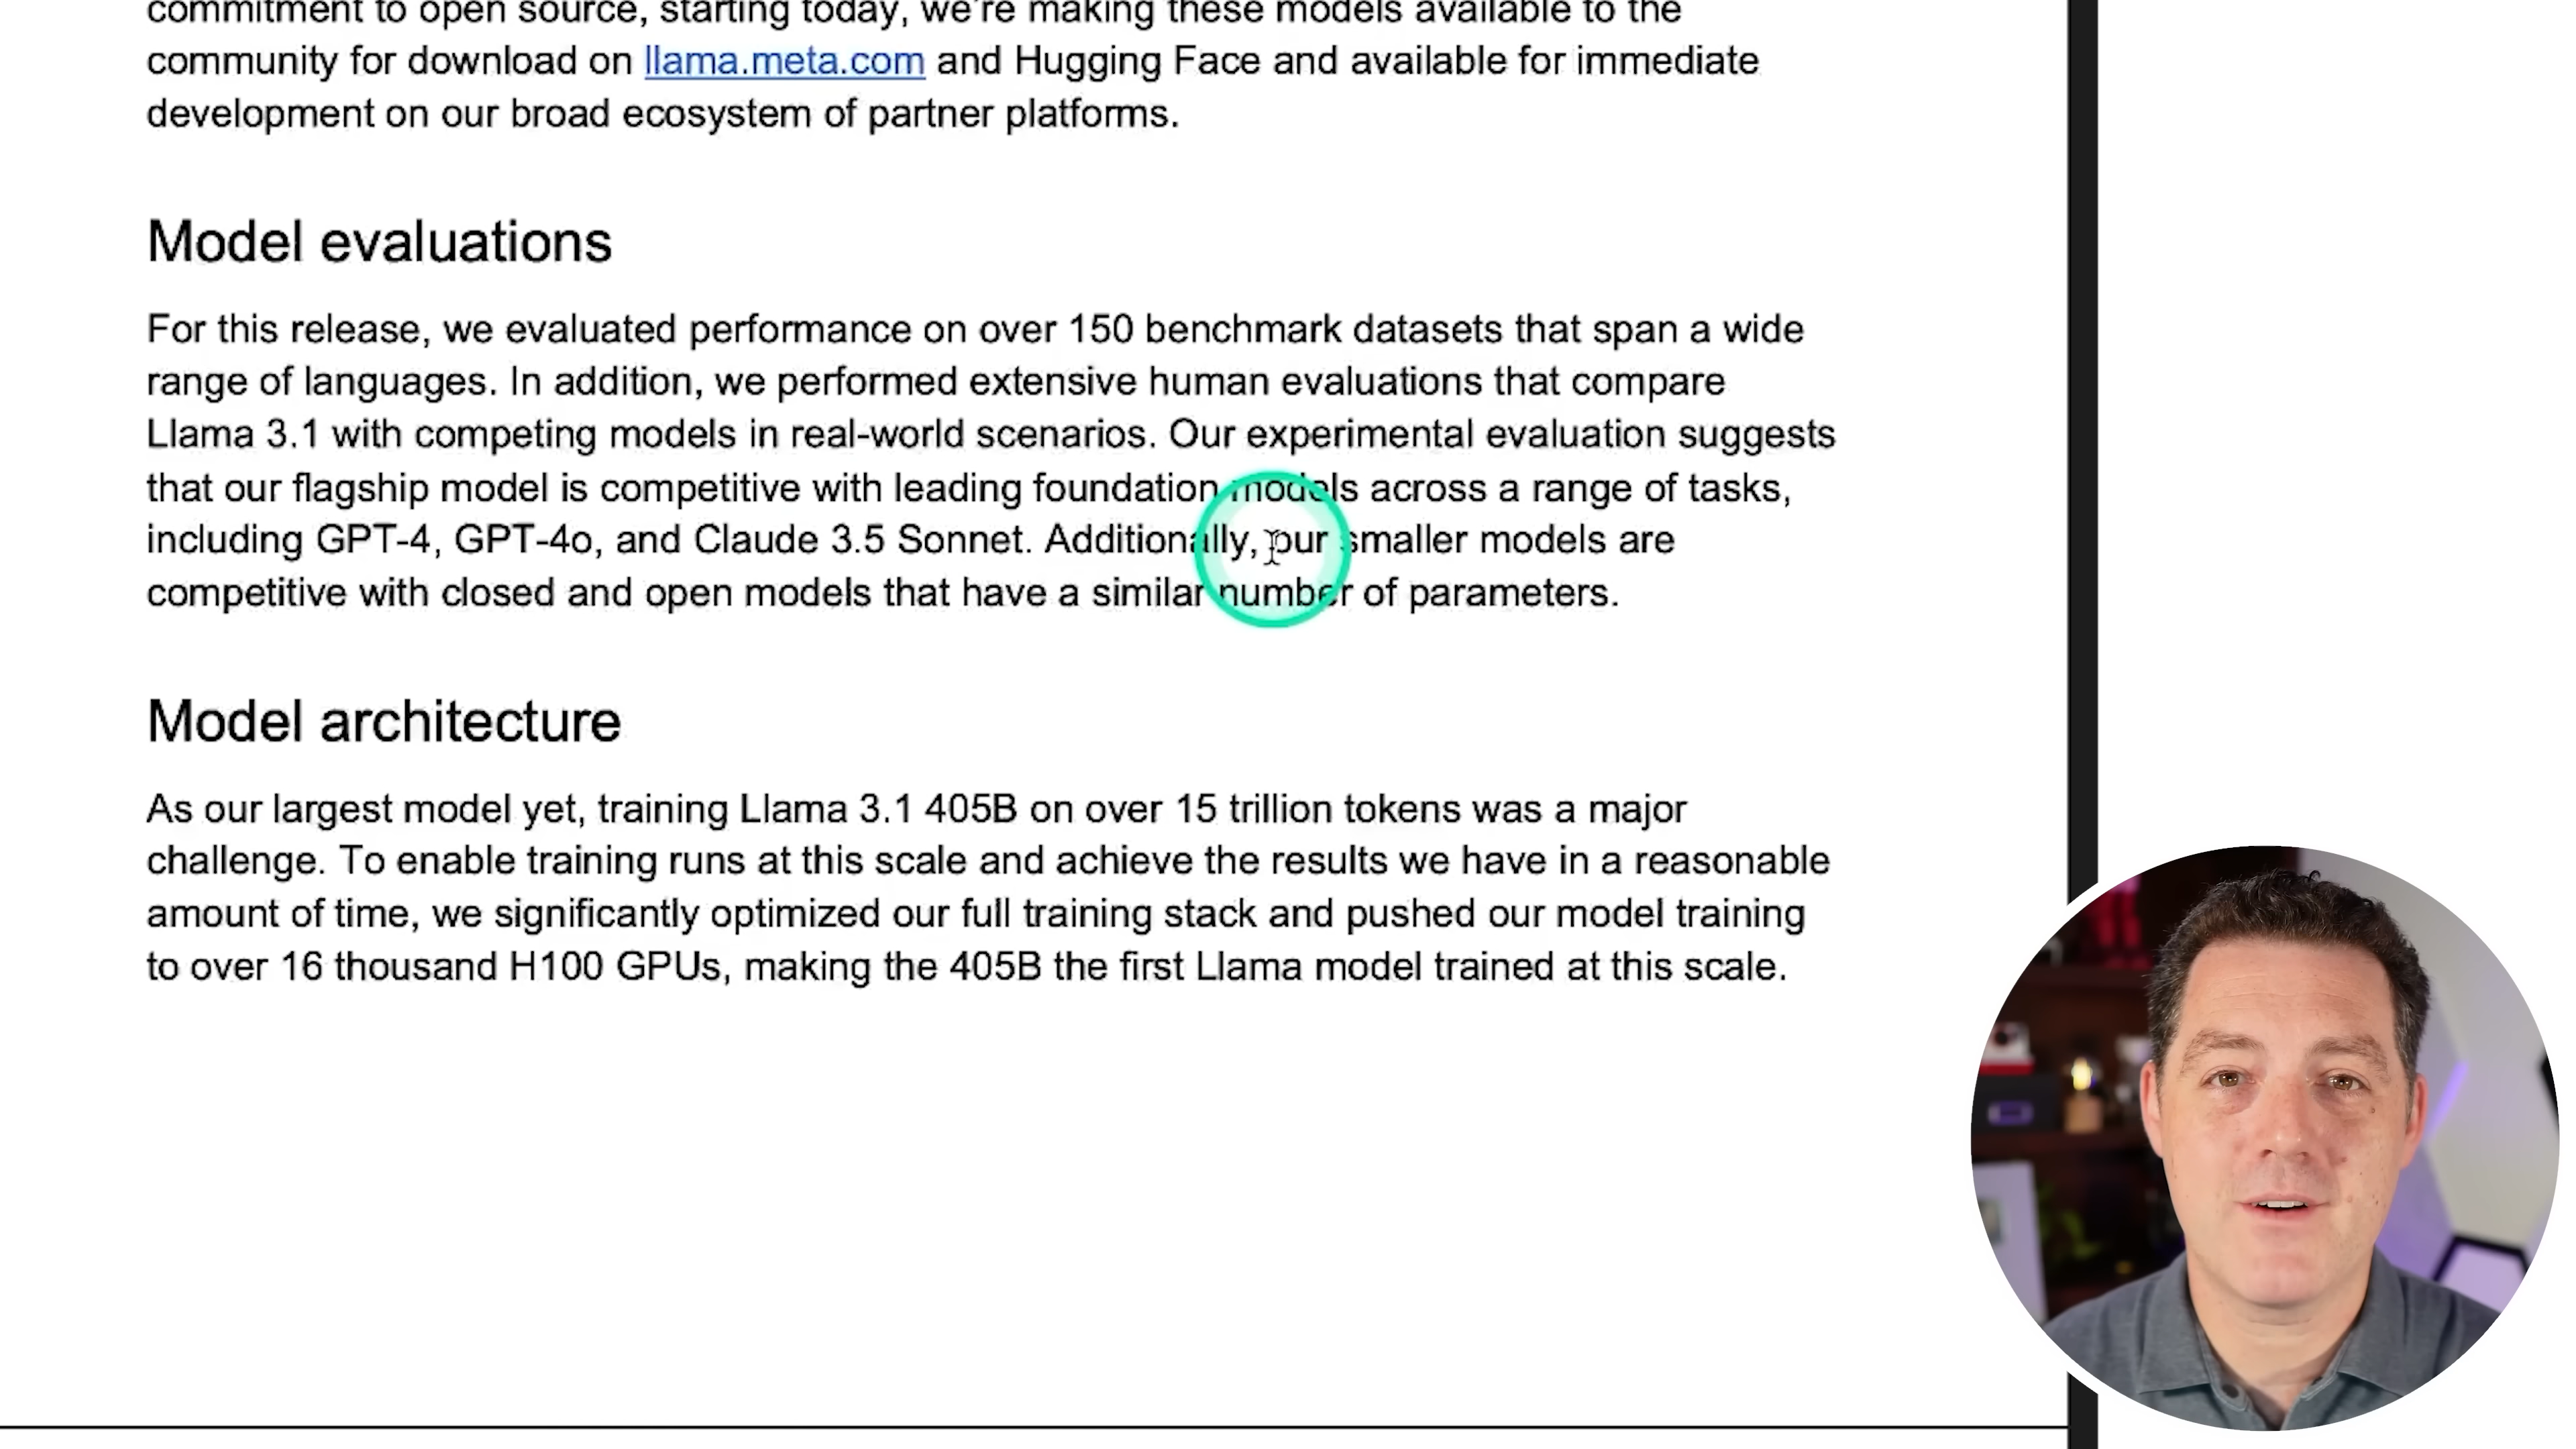 commitment to open source, starting today, we're making these models available to the
community for download on llama.meta.com and Hugging Face and available for immediate
development on our broad ecosystem of partner platforms.
Model evaluations
For this release, we evaluated performance on over 150 benchmark datasets that span a wide
range of languages. In addition, we performed extensive human evaluations that compare
Llama 3.1 with competing models in real-world scenarios. Our experimental evaluation suggests
that our flagship model is competitive with leading foundation models across a range of tasks,
including GPT-4, GPT-4o, and Claude 3.5 Sonnet. Additionally, our smaller models are
competitive with closed and open models that have a similar number of parameters.
Model architecture
As our largest model yet, training Llama 3.1 405B on over 15 trillion tokens was a major
challenge. To enable training runs at this scale and achieve the results we have in a reasonable
amount of time, we significantly optimized our full training stack and pushed our model training
to over 16 thousand H100 GPUs, making the 405B the first Llama model trained at this scale.